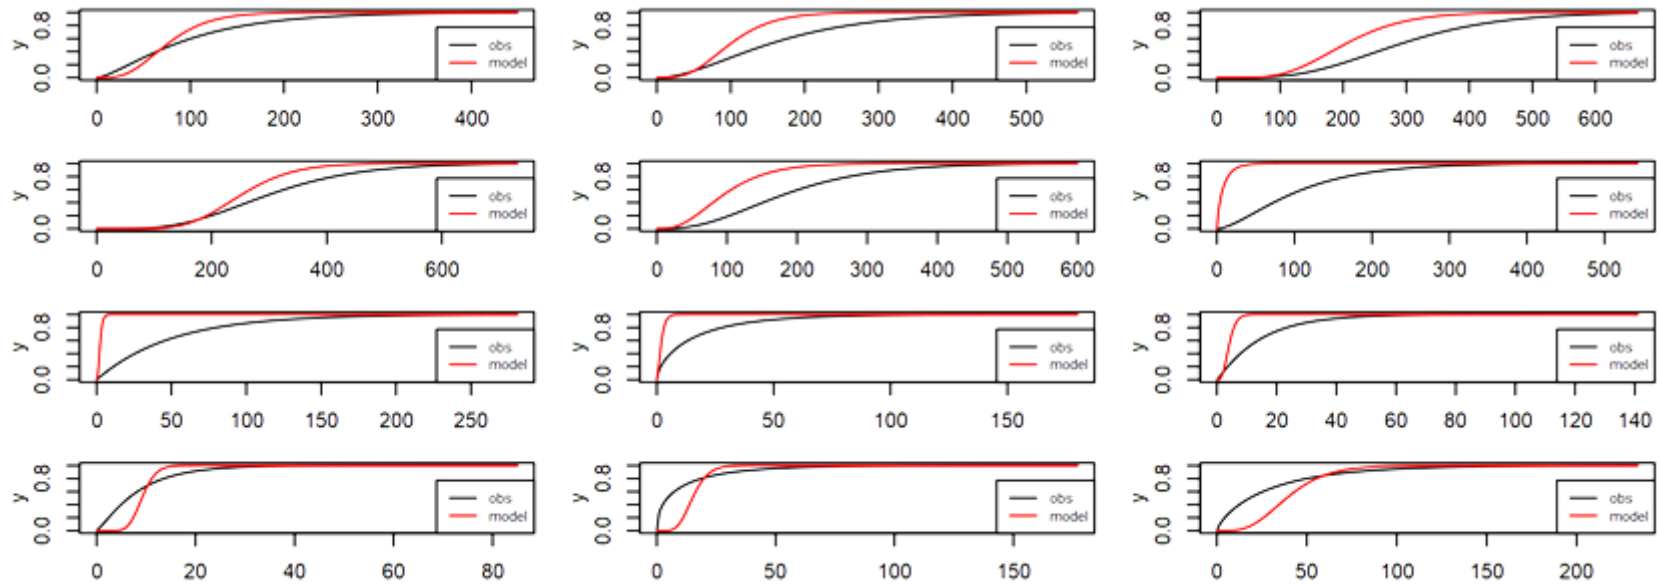 y 0.0 0.8 obs model 0 100 200 300 400
y 0.0 0.8 obs model 0 100 200 300 400 500
y 0.0 0.8 obs model 0 100 200 300 400 500 600
y 0.0 0.8 obs model 0 200 400 600
y 0.0 0.8 obs model 0 100 200 300 400 500 600
y 0.0 0.8 obs model 0 100 200 300 400 500
y 0.0 0.8 obs model 0 50 100 150 200 250
y 0.0 0.8 obs model 0 50 100 150
y 0.0 0.8 obs model 0 20 40 60 80 100 120 140
y 0.0 0.8 obs model 0 20 40 60 80
y 0.0 0.8 obs model 0 50 100 150
y 0.0 0.8 obs model 0 50 100 150 200